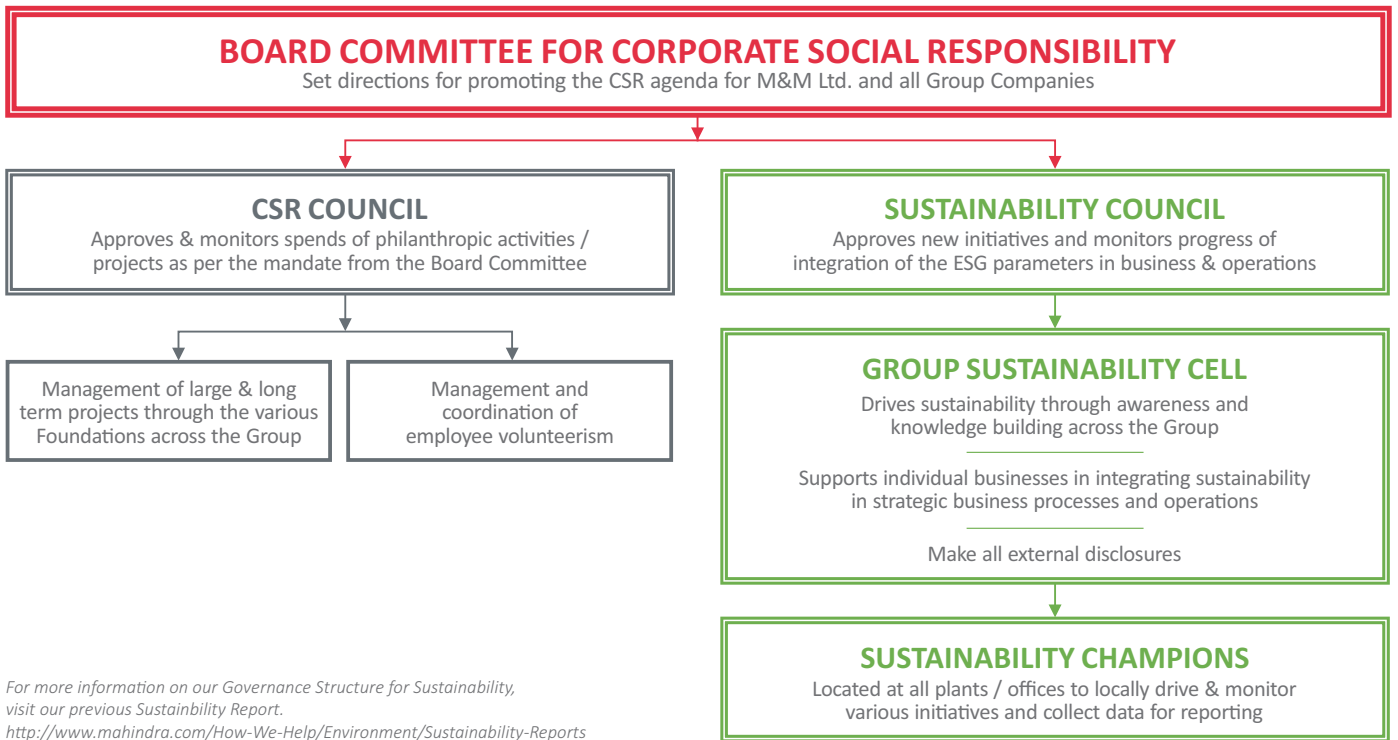 BOARD COMMITTEE FOR CORPORATE SOCIAL RESPONSIBILITY
Set directions for promoting the CSR agenda for M&M Ltd. and all Group Companies
CSR COUNCIL
Approves & monitors spends of philanthropic activities /
projects as per the mandate from the Board Committee
Management of large & long
term projects through the various
Foundations across the Group
Management and
coordination of
employee volunteerism
SUSTAINABILITY COUNCIL
Approves new initiatives and monitors progress of
integration of the ESG parameters in business & operations
GROUP SUSTAINABILITY CELL
Drives sustainability through awareness and
knowledge building across the Group
Supports individual businesses in integrating sustainability
in strategic business processes and operations
Make all external disclosures
SUSTAINABILITY CHAMPIONS
Located at all plants / offices to locally drive & monitor
various initiatives and collect data for reporting
For more information on our Governance Structure for Sustainability,
visit our previous Sustainbility Report.
http://www.mahindra.com/How-We-Help/Environment/Sustainability-Reports